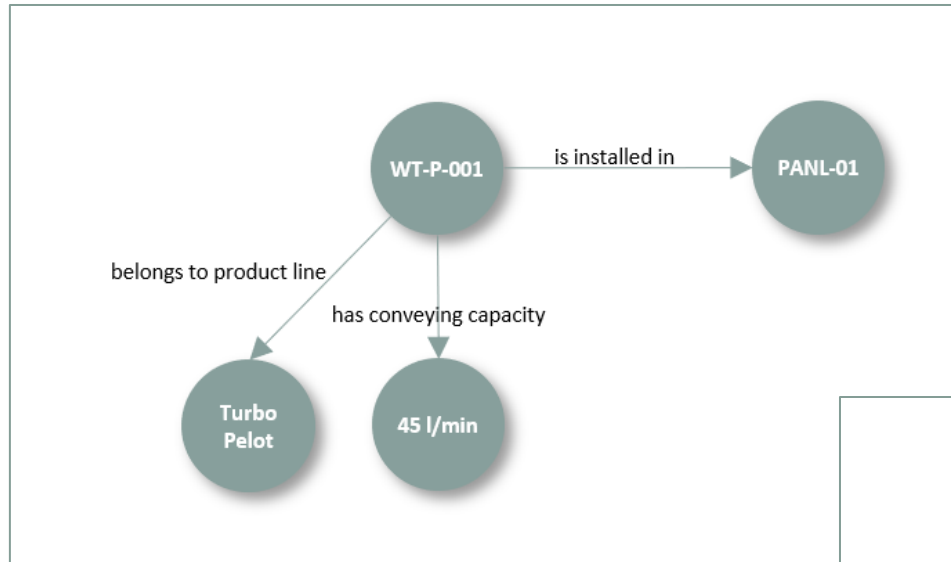 WT-P-001
is installed in
PANL-01
belongs to product line
has conveying capacity
Turbo
Pelot
45 l/min